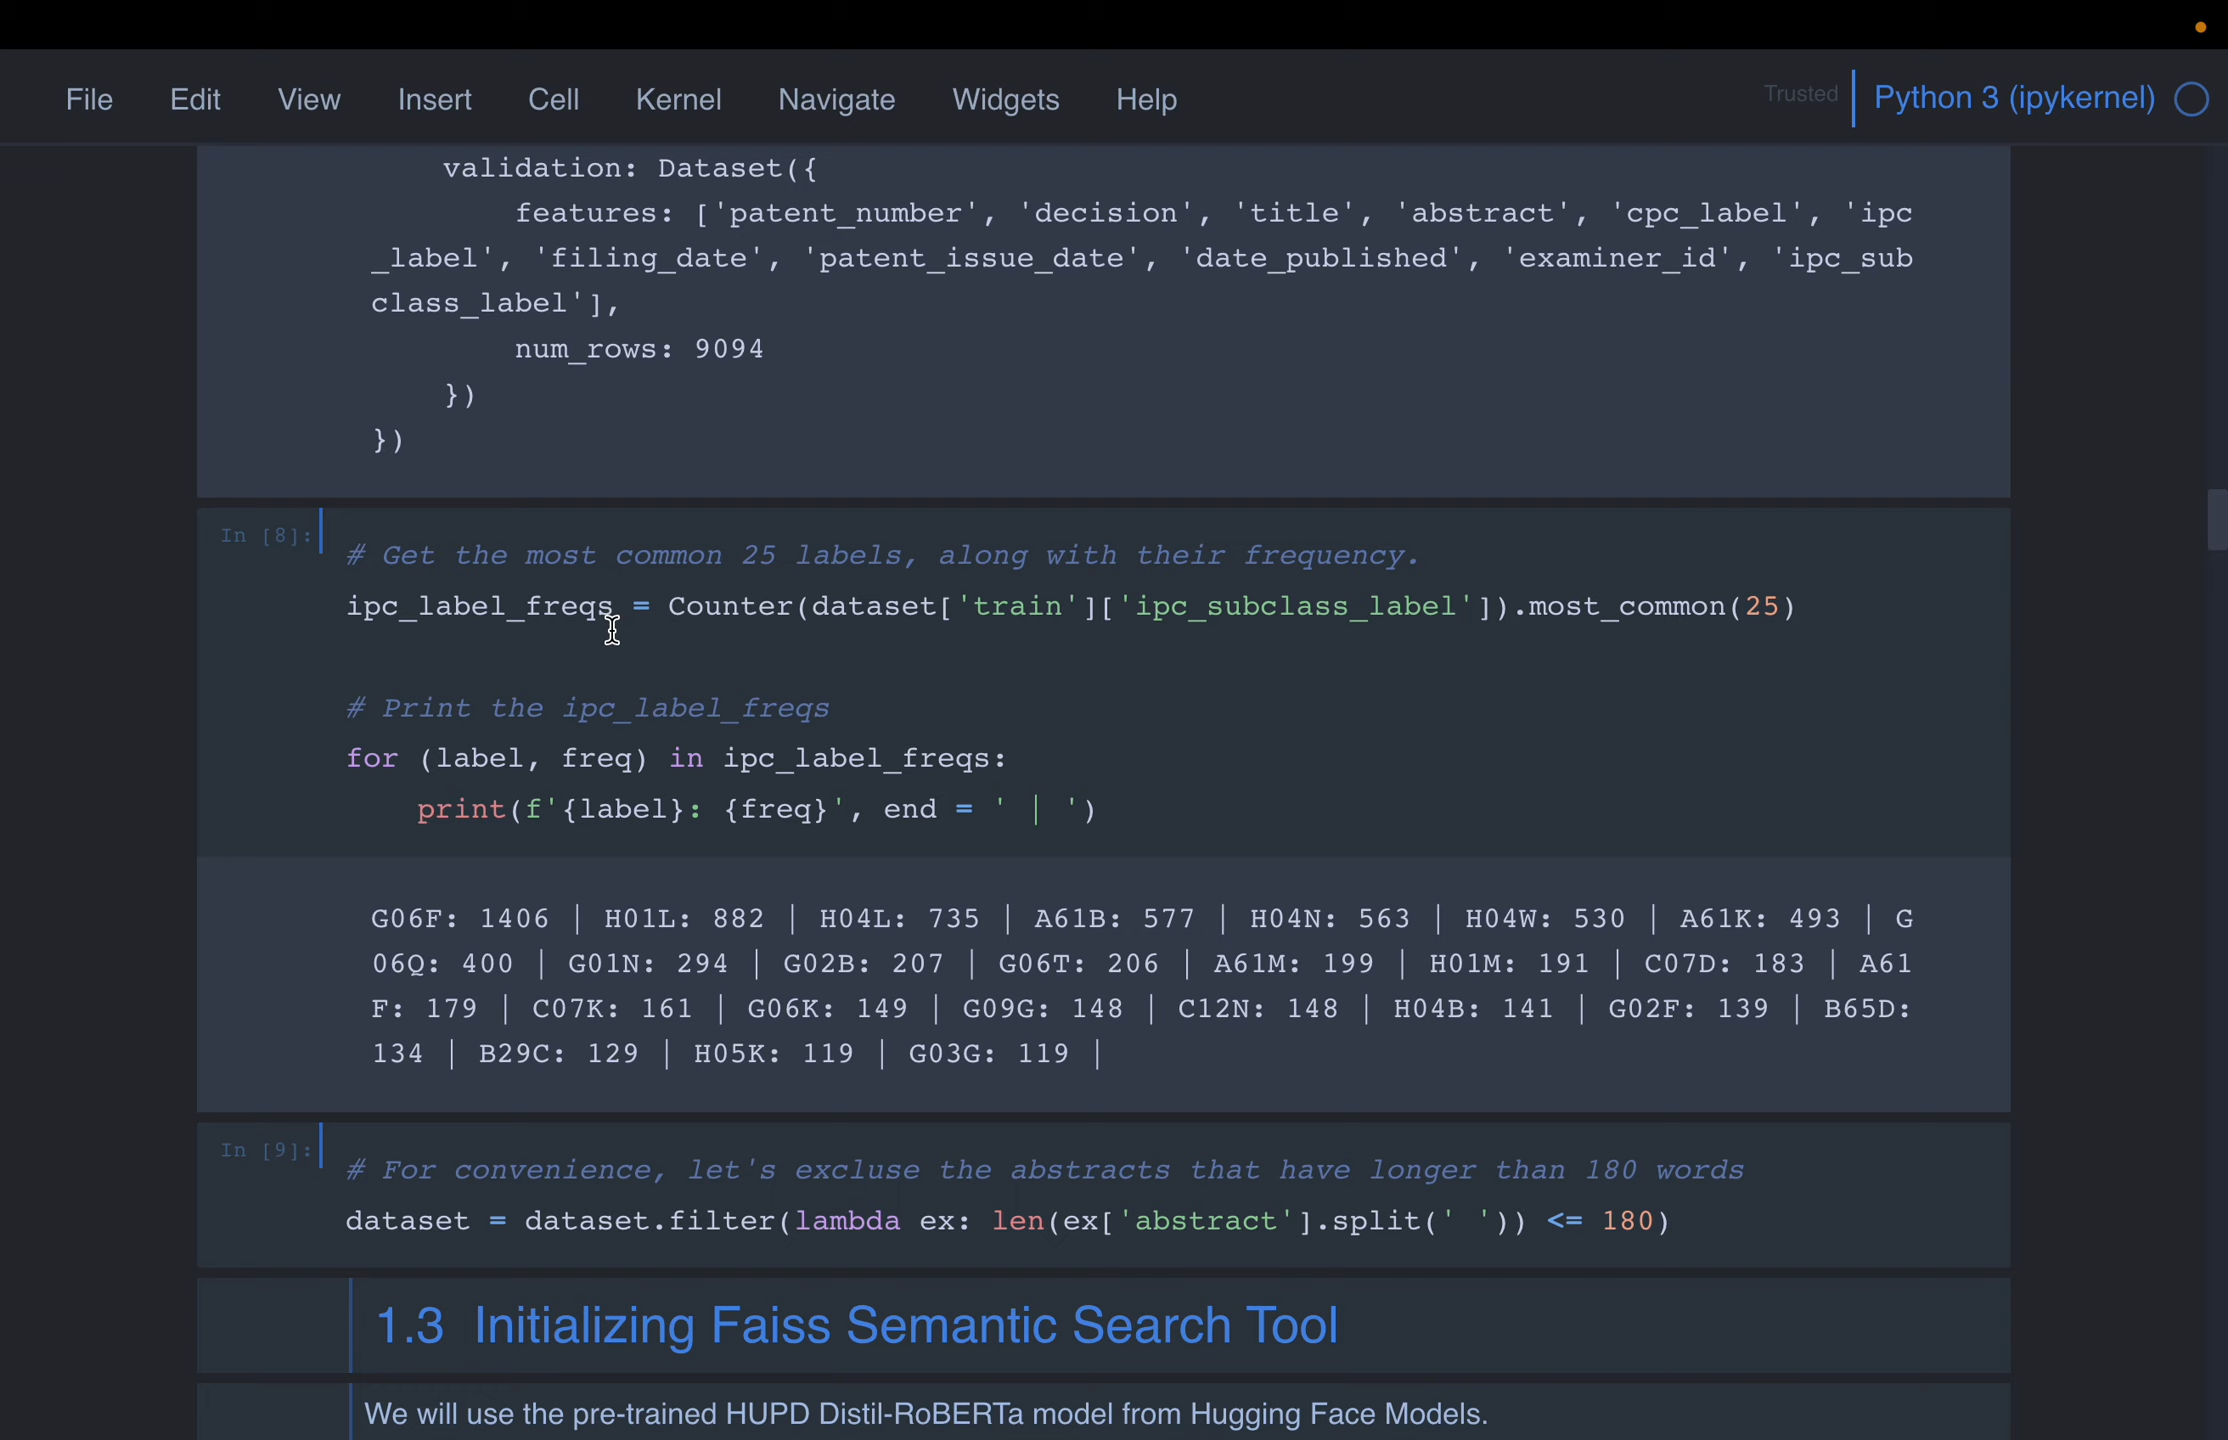 File Edit View Insert Cell Kernel Navigate Widgets Help Trusted Python 3 (ipykernel)
validation: Dataset({
features: ['patent_number', 'decision', 'title', 'abstract', 'cpc_label', 'ipc
_label', 'filing_date', 'patent_issue_date', 'date_published', 'examiner_id', 'ipc_sub
class_label'],
num_rows: 9094
})
})
In [8]:
# Get the most common 25 labels, along with their frequency.
ipc_label_freqs = Counter(dataset['train']['ipc_subclass_label']).most_common(25)
# Print the ipc_label_freqs
for (label, freq) in ipc_label_freqs:
print(f'{label}: {freq}', end = ' | ')
G06F: 1406 | H01L: 882 | H04L: 735 | A61B: 577 | H04N: 563 | H04W: 530 | A61K: 493 | G
06Q: 400 | G01N: 294 | G02B: 207 | G06T: 206 | A61M: 199 | H01M: 191 | C07D: 183 | A61
F: 179 | C07K: 161 | G06K: 149 | G09G: 148 | C12N: 148 | H04B: 141 | G02F: 139 | B65D:
134 | B29C: 129 | H05K: 119 | G03G: 119 |
In [9]:
# For convenience, let's excluse the abstracts that have longer than 180 words
dataset = dataset.filter(lambda ex: len(ex['abstract'].split(' ')) <= 180)
1.3 Initializing Faiss Semantic Search Tool
We will use the pre-trained HUPD Distil-RoBERTa model from Hugging Face Models.